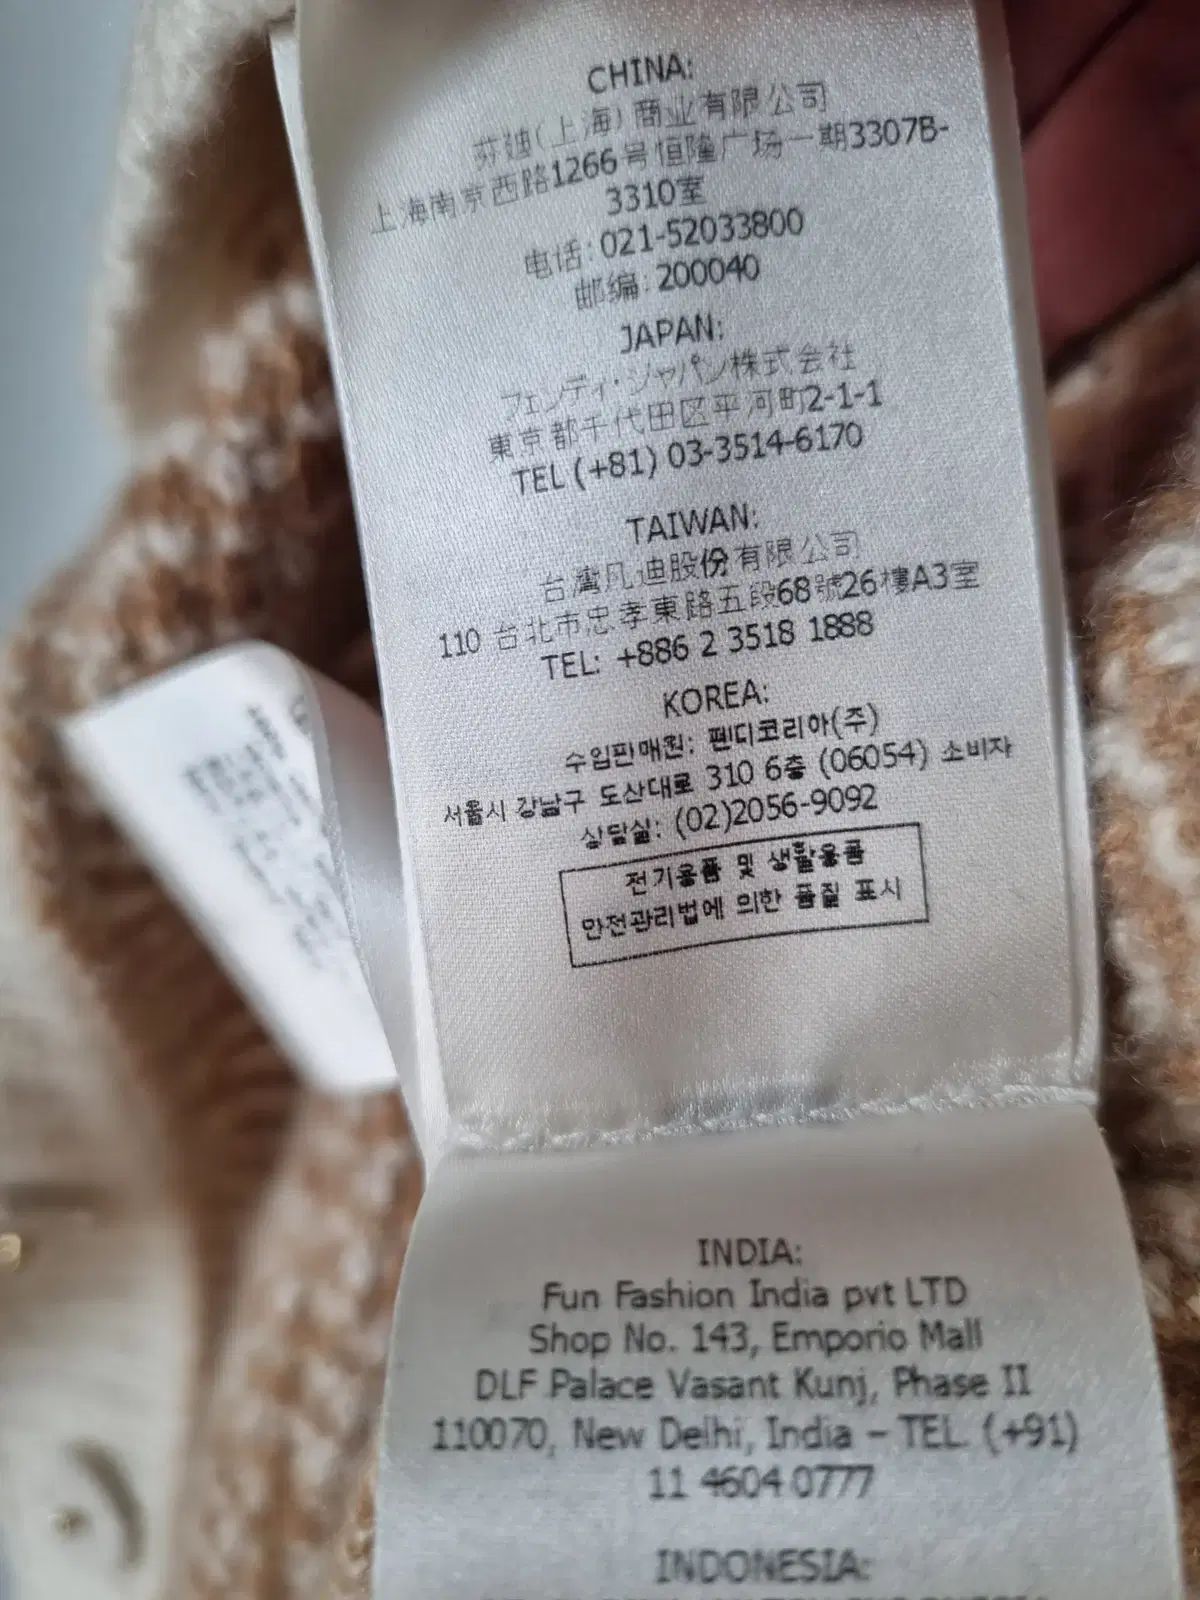 CHINA:
芬迪(上海)商业有限公司
上海南京西路1266号恒隆广场一期3307B-
3310室
电话:021-52033800
邮编:200040
JAPAN:
フェンディ・ジャパン株式会社
東京都千代田区平河町2-1-1
TEL (+81) 03-3514-6170
TAIWAN:
台灣凡迪股份有限公司
110 台北市忠孝東路五段68號26樓A3室
TEL: +886 2 3518 1888
KOREA:
수입판매원: 펜디코리아(주)
서울시 강남구 도산대로 310 6층 (06054) 소비자
상담실: (02)2056-9092
전기용품 및 생활용품
안전관리법에 의한 품질 표시
INDIA:
Fun Fashion India pvt LTD
Shop No. 143, Emporio Mall
DLF Palace Vasant Kunj, Phase II
110070, New Delhi, India – TEL (+91)
11 4604 0777
INDONESIA: